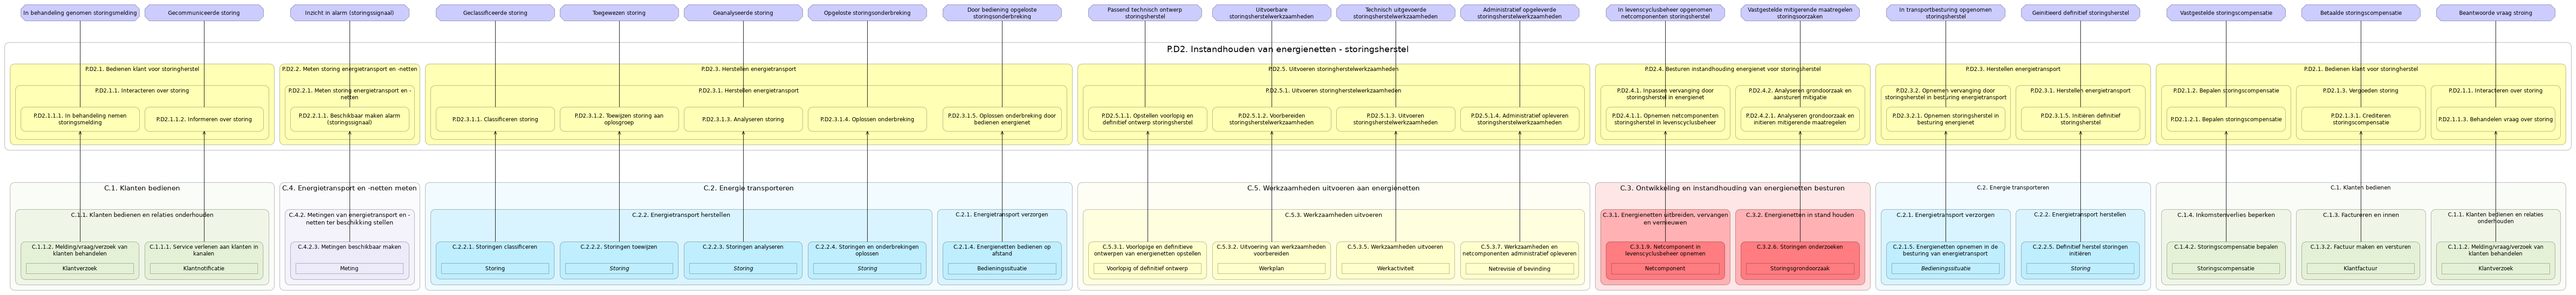 In behandeling genomen storingsmelding
Gecommuniceerde storing
Inzicht in alarm (storingssignaal)
Geclassificeerde storing
Toegewezen storing
Geanalyseerde storing
Opgeloste storingsonderbreking
Door bediening opgeloste
storingsonderbreking
Passend technisch ontwerp
storingsherstel
Uitvoerbare
storingsherstelwerkzaamheden
Technisch uitgevoerde
storingsherstelwerkzaamheden
Administratief opgeleverde
storingsherstelwerkzaamheden
In levenscyclusbeheer opgenomen
netcomponenten storingsherstel
Vastgestelde mitigerende maatregelen
storingsoorzaken
In transportbesturing opgenomen
storingsherstel
Geinitieerd definitief storingsherstel
Vastgestelde storingscompensatie
Betaalde storingscompensatie
Beantwoorde vraag stroing
P.D2. Instandhouden van energienetten - storingsherstel
P.D2.1. Bedienen klant voor storingherstel
P.D2.2. Meten storing energietransport en -netten
P.D2.3. Herstellen energietransport
P.D2.5. Uitvoeren storingherstelwerkzaamheden
P.D2.4. Besturen instandhouding energienet voor storingsherstel
P.D2.3. Herstellen energietransport
P.D2.1. Bedienen klant voor storingherstel
P.D2.1.1. Interacteren over storing
P.D2.2.1. Meten storing energietransport en -
netten
P.D2.3.1. Herstellen energietransport
P.D2.5.1. Uitvoeren storingherstelwerkzaamheden
P.D2.4.1. Inpassen vervanging door
storingsherstel in energienet
P.D2.4.2. Analyseren grondoorzaak en
aansturen mitigatie
P.D2.3.2. Opnemen vervanging door
storingsherstel in besturing energietransport
P.D2.3.1. Herstellen energietransport
P.D2.1.2. Bepalen storingscompensatie
P.D2.1.3. Vergoeden storing
P.D2.1.1. Interacteren over storing
P.D2.1.1.1. In behandeling nemen
storingsmelding
P.D2.1.1.2. Informeren over storing
P.D2.2.1.1. Beschikbaar maken alarm
(storingssignaal)
P.D2.3.1.1. Classificeren storing
P.D2.3.1.2. Toewijzen storing aan
oplosgroep
P.D2.3.1.3. Analyseren storing
P.D2.3.1.4. Oplossen onderbreking
P.D2.3.1.5. Oplossen onderbreking door
bedienen energienet
P.D2.5.1.1. Opstellen voorlopig en
definitief ontwerp storingsherstel
P.D2.5.1.2. Voorbereiden
storingsherstelwerkzaamheden
P.D2.5.1.3. Uitvoeren
storingsherstelwerkzaamheden
P.D2.5.1.4. Administratief opleveren
storingsherstelwerkzaamheden
P.D2.4.1.1. Opnemen netcomponenten
storingsherstel in levenscyclusbeheer
P.D2.4.2.1. Analyseren grondoorzaak en
initieren mitigerende maatregelen
P.D2.3.2.1. Opnemen storingsherstel in
besturing energienet
P.D2.3.1.5. Initiëren definitief
storingsherstel
P.D2.1.2.1. Bepalen storingscompensatie
P.D2.1.3.1. Crediteren
storingscompensatie
P.D2.1.1.3. Behandelen vraag over storing
C.1. Klanten bedienen
C.4. Energietransport en -netten meten
C.2. Energie transporteren
C.5. Werkzaamheden uitvoeren aan energienetten
C.3. Ontwikkeling en instandhouding van energienetten besturen
C.2. Energie transporteren
C.1. Klanten bedienen
C.1.1. Klanten bedienen en relaties onderhouden
C.4.2. Metingen van energietransport en -
netten ter beschikking stellen
C.2.2. Energietransport herstellen
C.2.1. Energietransport verzorgen
C.5.3. Werkzaamheden uitvoeren
C.3.1. Energienetten uitbreiden, vervangen
en vernieuwen
C.3.2. Energienetten in stand houden
C.2.1. Energietransport verzorgen
C.2.2. Energietransport herstellen
C.1.4. Inkomstenverlies beperken
C.1.3. Factureren en innen
C.1.1. Klanten bedienen en relaties
onderhouden
C.1.1.2. Melding/vraag/verzoek van
klanten behandelen
Klantverzoek
C.1.1.1. Service verlenen aan klanten in
kanalen
Klantnotificatie
C.4.2.3. Metingen beschikbaar maken
Meting
C.2.2.1. Storingen classificeren
Storing
C.2.2.2. Storingen toewijzen
Storing
C.2.2.3. Storingen analyseren
Storing
C.2.2.4. Storingen en onderbrekingen
oplossen
Storing
C.2.1.4. Energienetten bedienen op
afstand
Bedieningssituatie
C.5.3.1. Voorlopige en definitieve
ontwerpen van energienetten opstellen
Voorlopig of definitief ontwerp
C.5.3.2. Uitvoering van werkzaamheden
voorbereiden
Werkplan
C.5.3.5. Werkzaamheden uitvoeren
Werkactiviteit
C.5.3.7. Werkzaamheden en
netcomponenten administratief opleveren
Netrevisie of bevinding
C.3.1.9. Netcomponent in
levenscyclusbeheer opnemen
Netcomponent
C.3.2.6. Storingen onderzoeken
Storingsgrondoorzaak
C.2.1.5. Energienetten opnemen in de
besturing van energietransport
Bedieningssituatie
C.2.2.5. Definitief herstel storingen
initiëren
Storing
C.1.4.2. Storingscompensatie bepalen
Storingscompensatie
C.1.3.2. Factuur maken en versturen
Klantfactuur
C.1.1.2. Melding/vraag/verzoek van
klanten behandelen
Klantverzoek